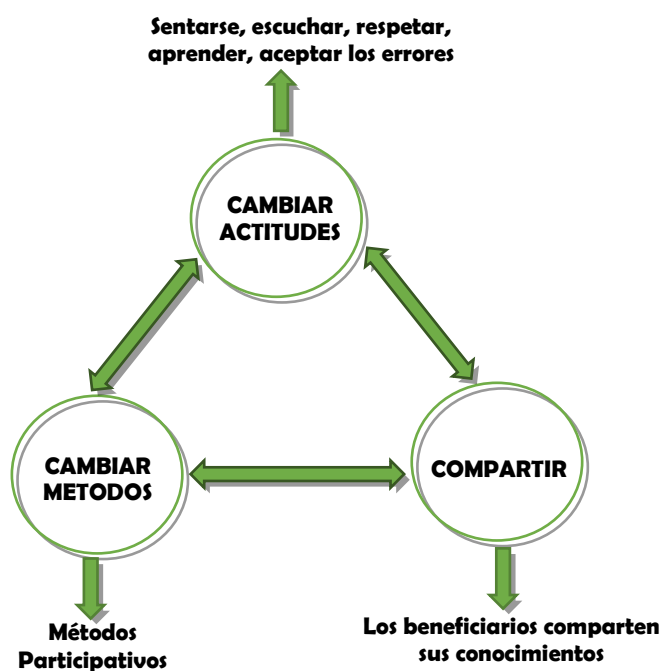 Sentarse, escuchar, respetar,
aprender, aceptar los errores
CAMBIAR
ACTITUDES
CAMBIAR
METODOS
COMPARTIR
Métodos
Participativos
Los beneficiarios comparten
sus conocimientos